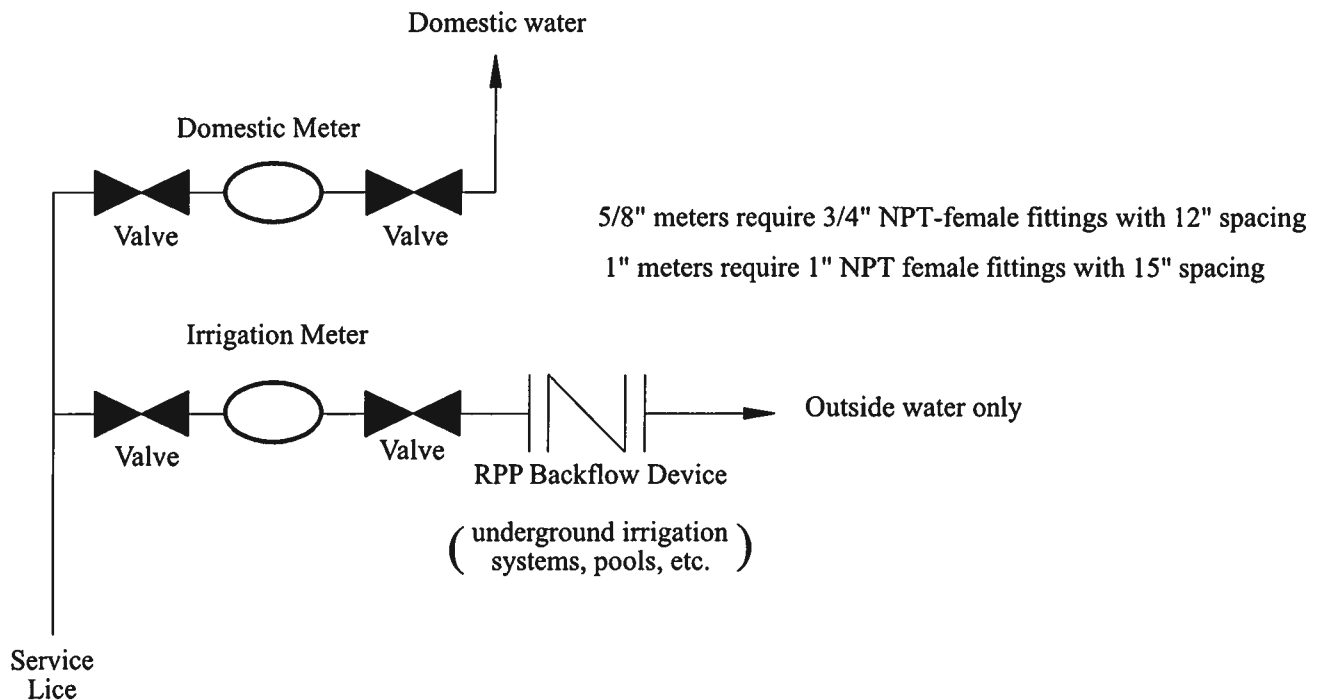 Domestic water
Domestic Meter
Valve
Valve
5/8" meters require 3/4" NPT-female fittings with 12" spacing
1" meters require 1" NPT female fittings with 15" spacing
Irrigation Meter
Valve
Valve
Outside water only
RPP Backflow Device
( underground irrigation
systems, pools, etc. )
Service
Lice